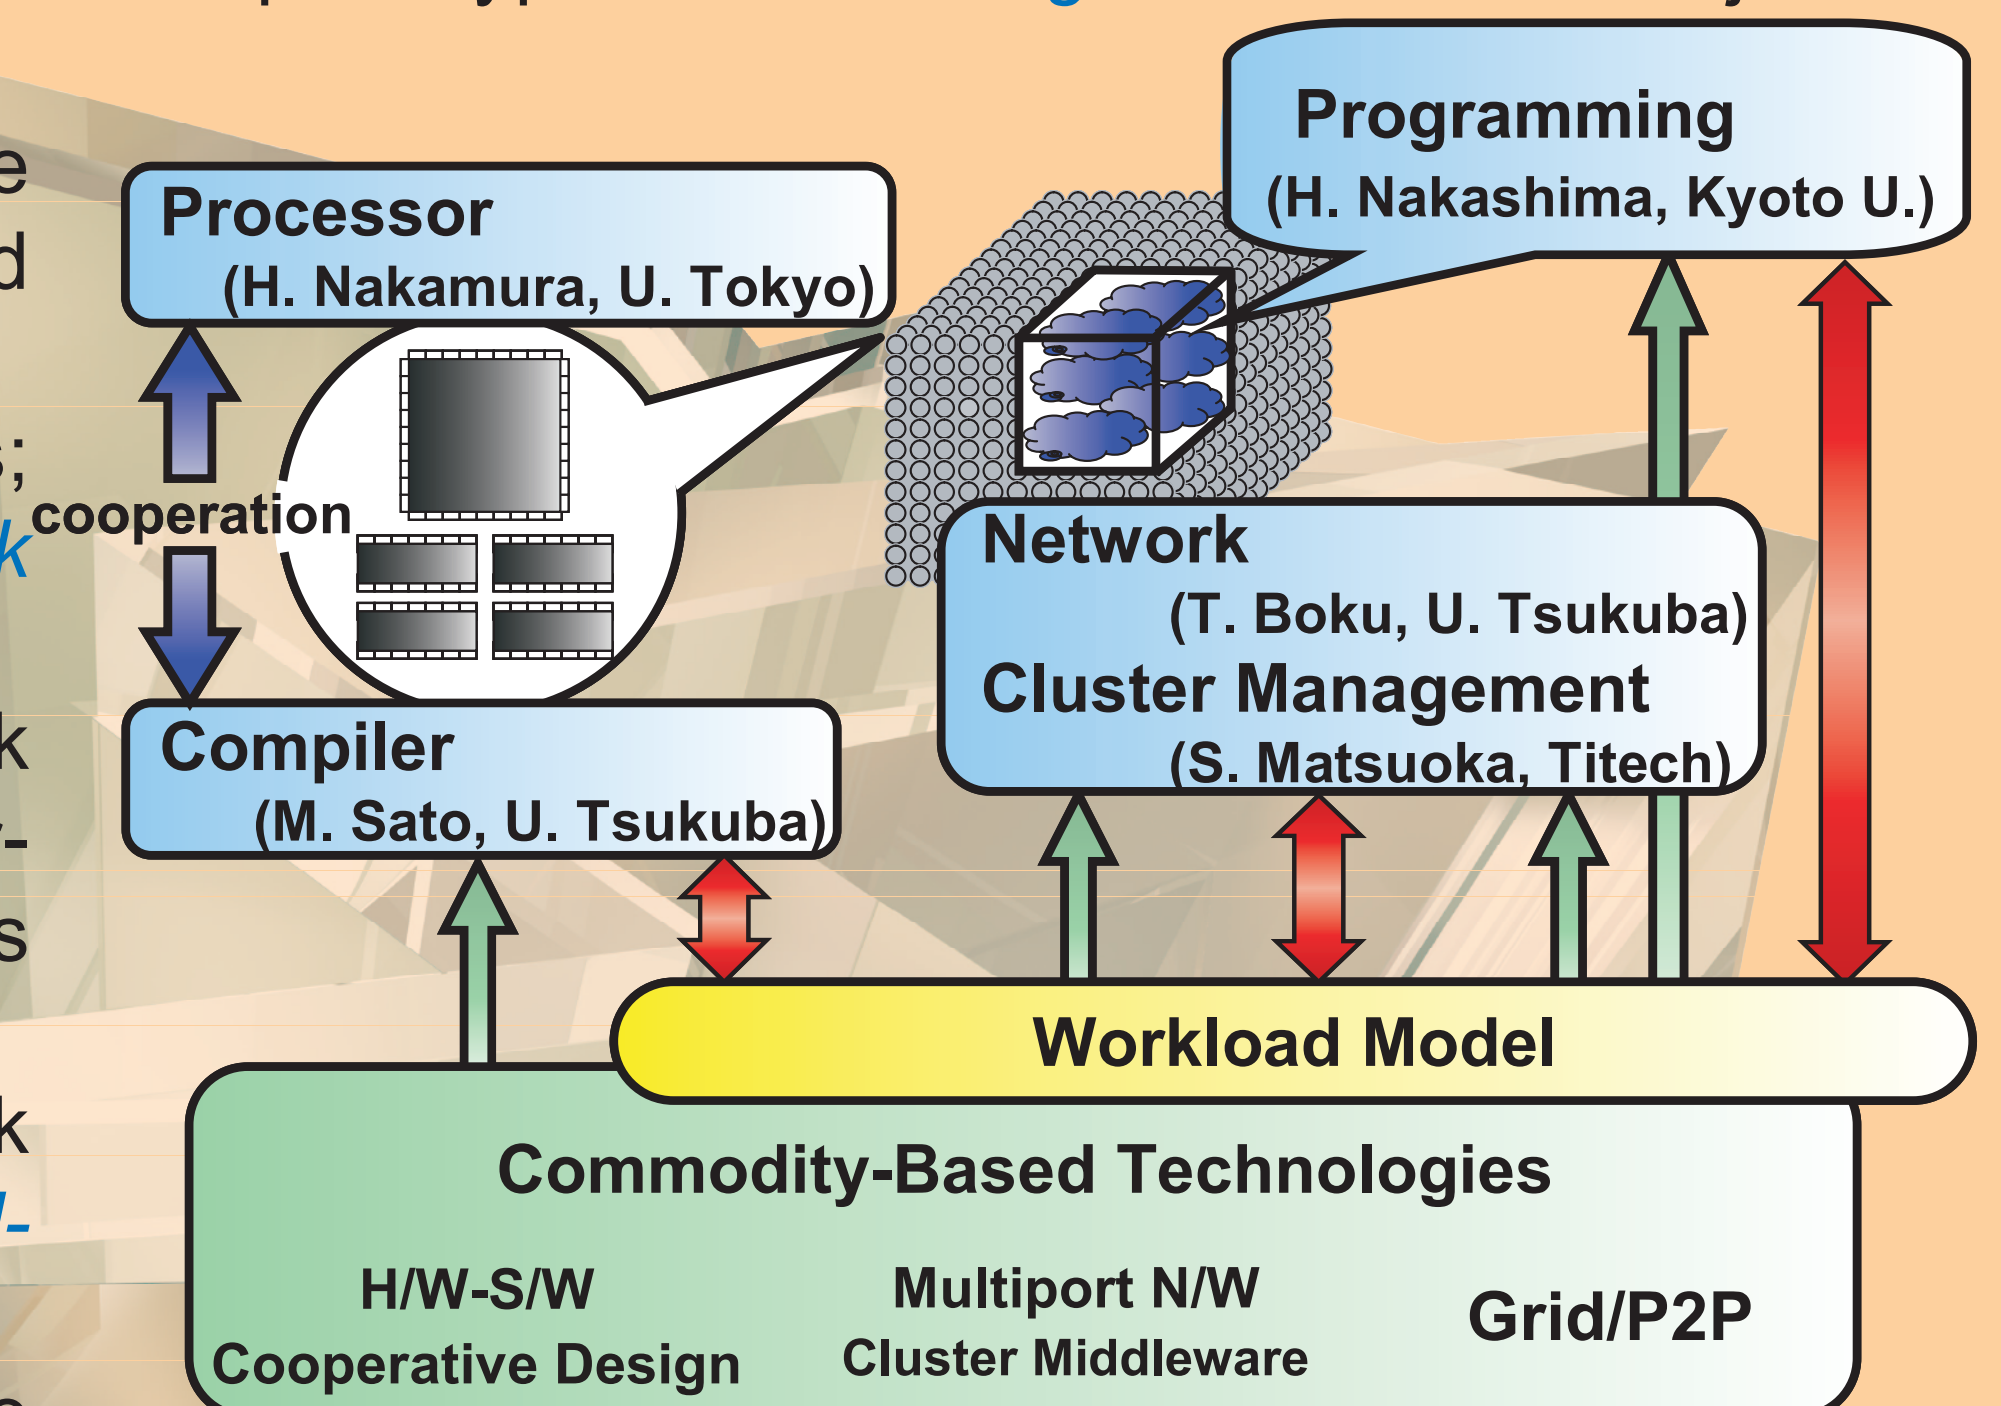 Programming
(H. Nakashima, Kyoto U.)
Processor
(H. Nakamura, U. Tokyo)
cooperation
Network
(T. Boku, U. Tsukuba)
Cluster Management
(S. Matsuoka, Titech)
Compiler
(M. Sato, U. Tsukuba)
Workload Model
Commodity-Based Technologies
H/W-S/W
Cooperative Design
Multiport N/W
Cluster Middleware
Grid/P2P